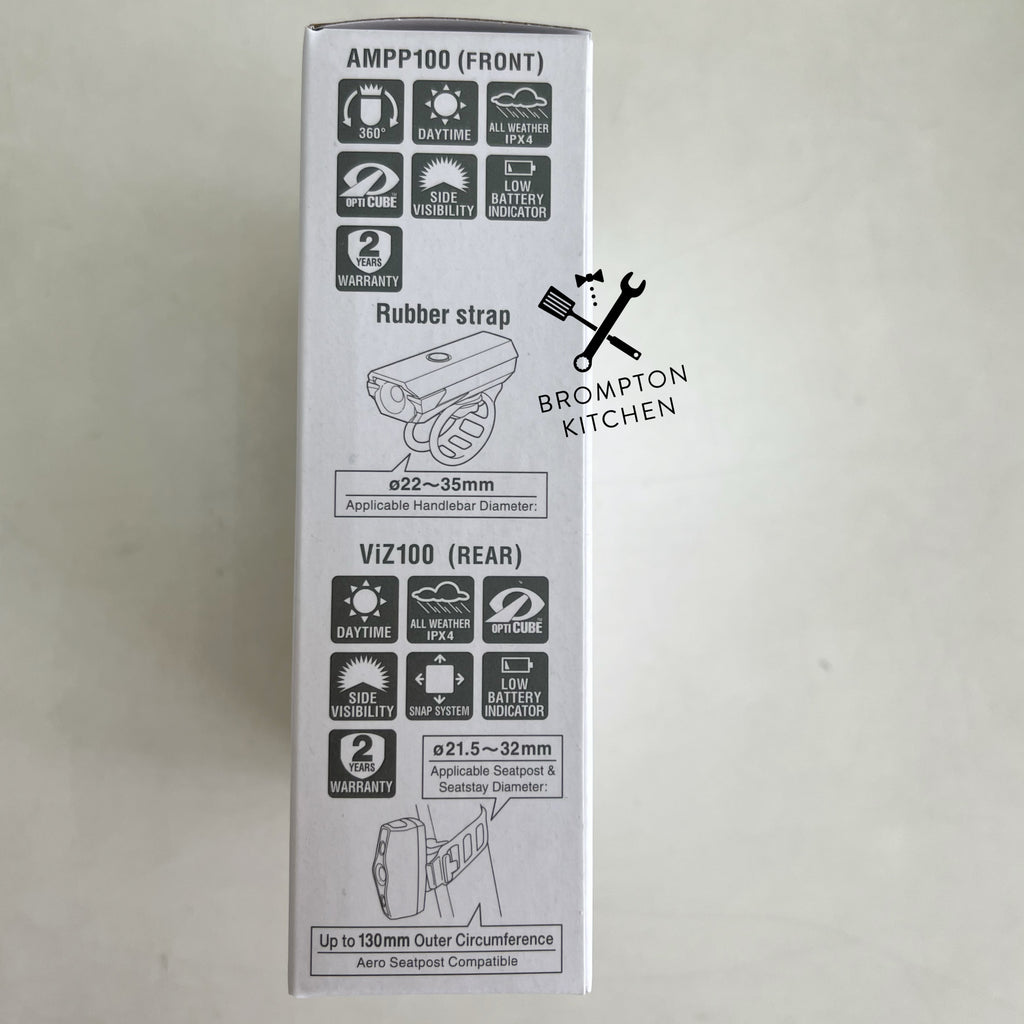 AMPP100 (FRONT)
360°
DAYTIME
ALL WEATHER
IPX4
OPTI CUBE™
SIDE
VISIBILITY
LOW
BATTERY
INDICATOR
2
YEARS
WARRANTY
Rubber strap
ø22～35mm
Applicable Handlebar Diameter:
BROMPTON
KITCHEN
ViZ100 (REAR)
DAYTIME
ALL WEATHER
IPX4
OPTI CUBE™
SIDE
VISIBILITY
SNAP SYSTEM
LOW
BATTERY
INDICATOR
2
YEARS
WARRANTY
ø21.5～32mm
Applicable Seatpost &
Seatstay Diameter:
Up to 130mm Outer Circumference
Aero Seatpost Compatible